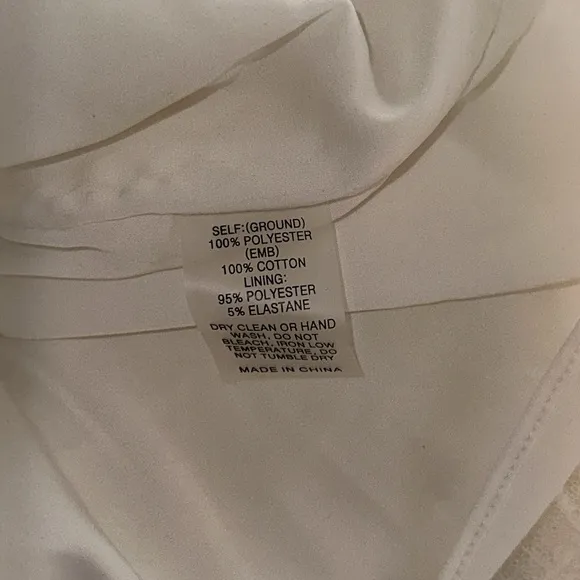 SELF:(GROUND)
100% POLYESTER
(EMB)
100% COTTON
LINING:
95% POLYESTER
5% ELASTANE
DRY CLEAN OR HAND
WASH, DO NOT
BLEACH, IRON LOW
TEMPERATURE, DO
NOT TUMBLE DRY
MADE IN CHINA